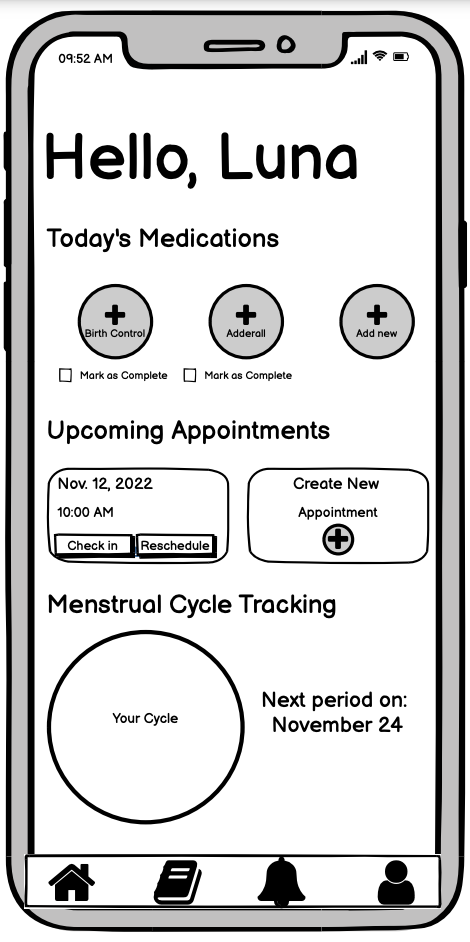 09:52 AM
Hello, Luna
Today's Medications
Birth Control
Adderall
Add new
Mark as Complete
Mark as Complete
Upcoming Appointments
Nov. 12, 2022
10:00 AM
Check in
Reschedule
Create New
Appointment
Menstrual Cycle Tracking
Your Cycle
Next period on:
November 24